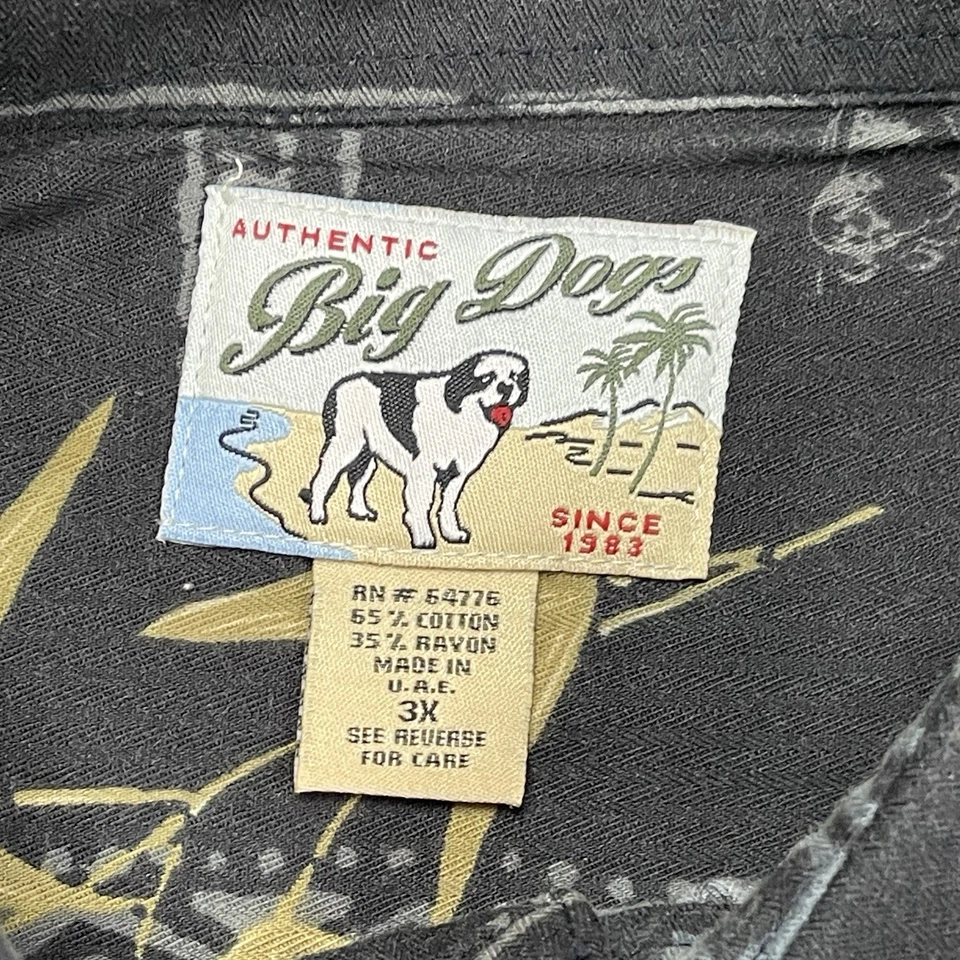 AUTHENTIC
Big Dogs
SINCE
1983
RN # 64776
65 % COTTON
35 % RAYON
MADE IN
U.A.E.
3X
SEE REVERSE
FOR CARE